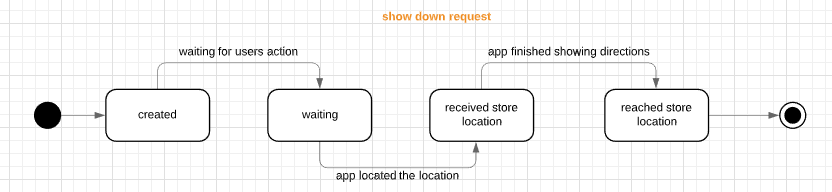 show down request
waiting for users action
app finished showing directions
created
waiting
received store
location
reached store
location
app located the location